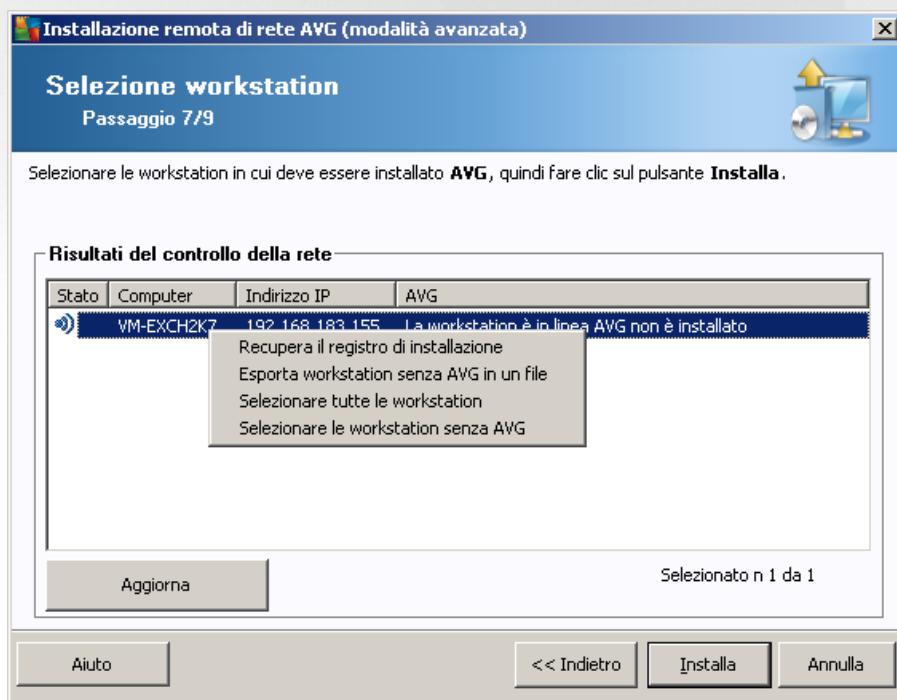 Installazione remota di rete AVG (modalità avanzata)
Selezione workstation
Passaggio 7/9
Selezionare le workstation in cui deve essere installato AVG, quindi fare clic sul pulsante Installa.
Risultati del controllo della rete
Stato Computer Indirizzo IP AVG
VM-EXCH2K7 192.168.183.155 La workstation è in linea AVG non è installato
Recupera il registro di installazione
Esporta workstation senza AVG in un file
Selezionare tutte le workstation
Selezionare le workstation senza AVG
Aggiorna Selezionato n 1 da 1
Aiuto << Indietro Installa Annulla